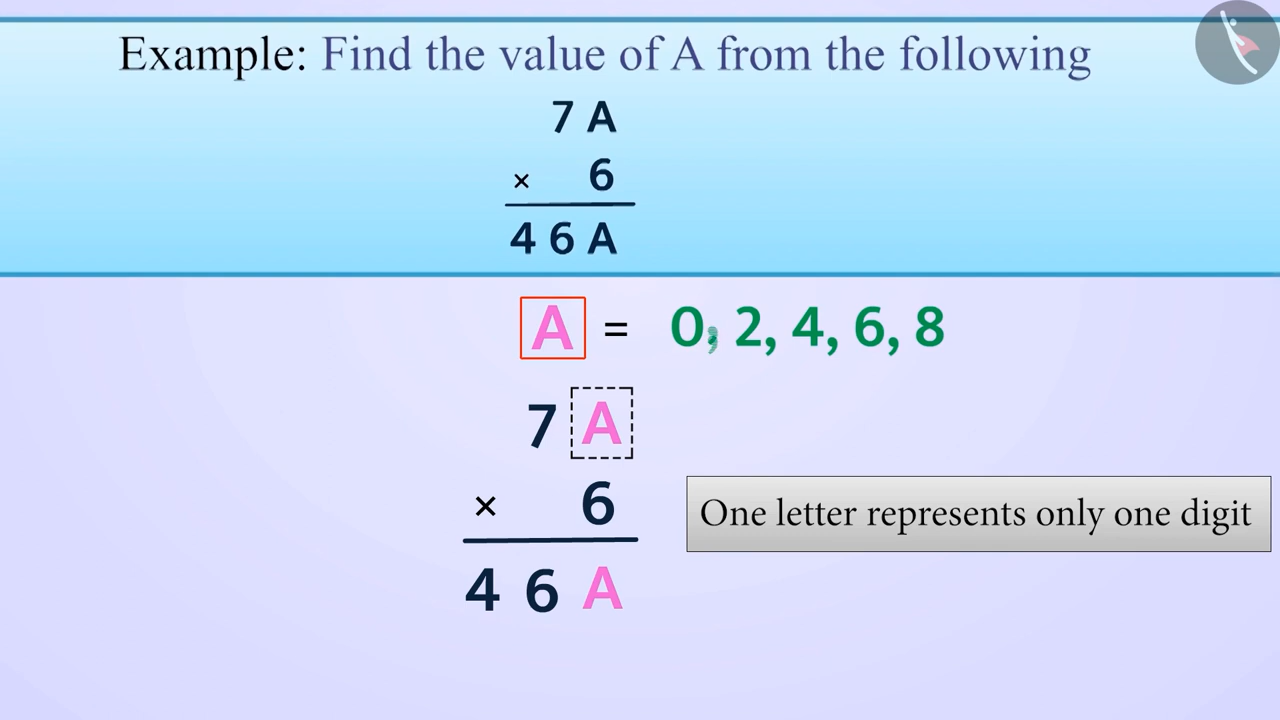 Example: Find the value of A from the following
7 A
× 6
4 6 A
A = 0, 2, 4, 6, 8
7 A
× 6
One letter represents only one digit
4 6 A